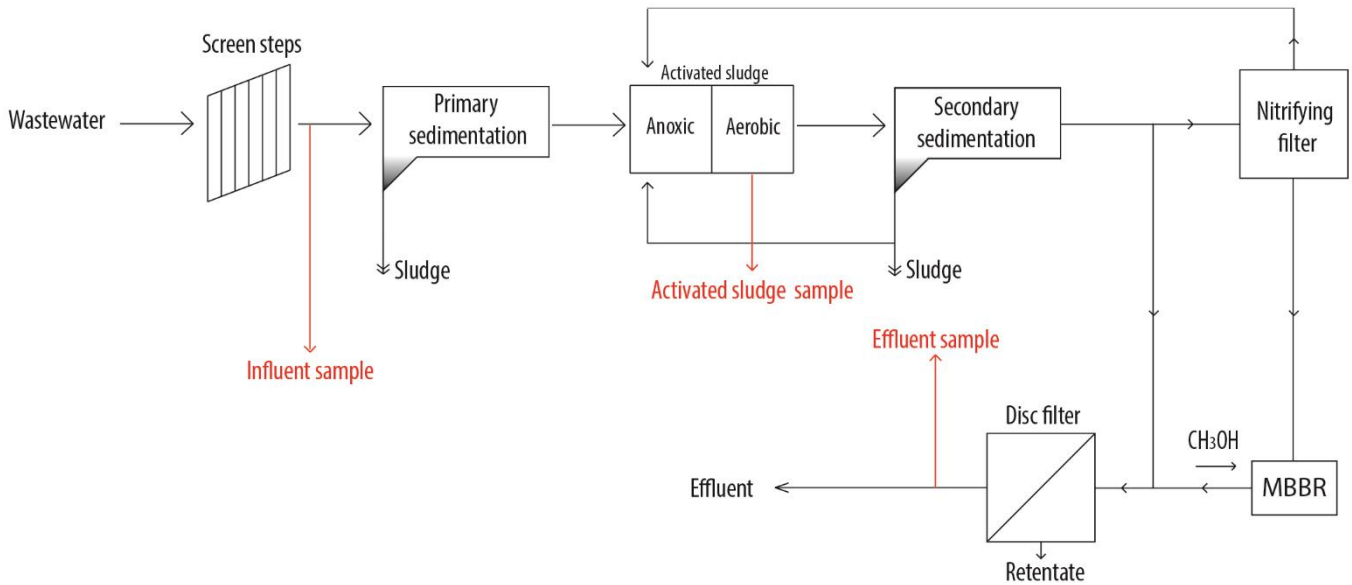 Screen steps
Wastewater
Primary
sedimentation
Activated sludge
Anoxic
Aerobic
Secondary
sedimentation
Nitrifying
filter
Sludge
Sludge
Activated sludge sample
Influent sample
Effluent sample
Disc filter
CH3OH
MBBR
Effluent
Retentate